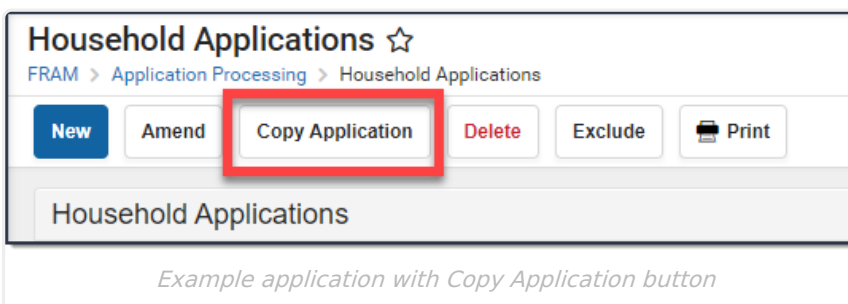 Household Applications
FRAM > Application Processing > Household Applications
New Amend Copy Application Delete Exclude Print
Household Applications
Example application with Copy Application button